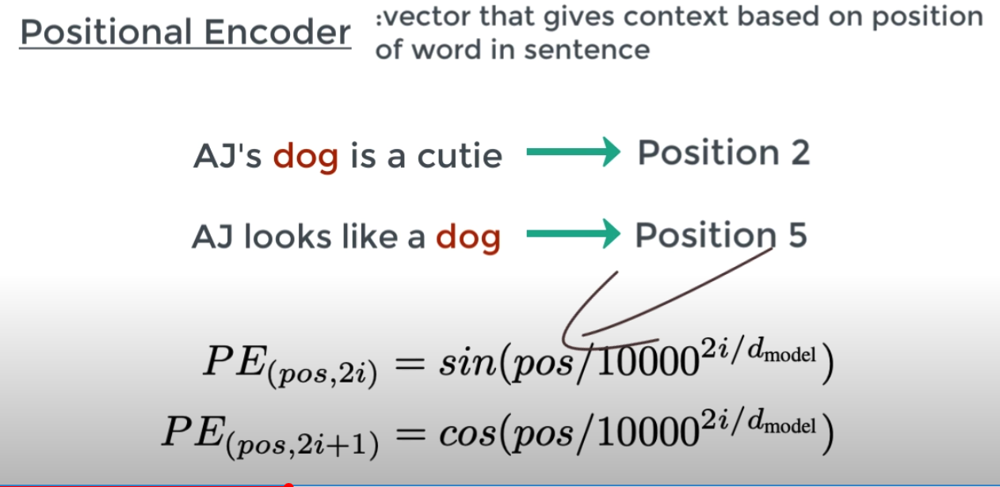 Positional Encoder :vector that gives context based on position
of word in sentence
AJ's dog is a cutie → Position 2
AJ looks like a dog → Position 5
PE_{(pos,2i)} = sin(pos/10000^{2i/d_{model}})
PE_{(pos,2i+1)} = cos(pos/10000^{2i/d_{model}})